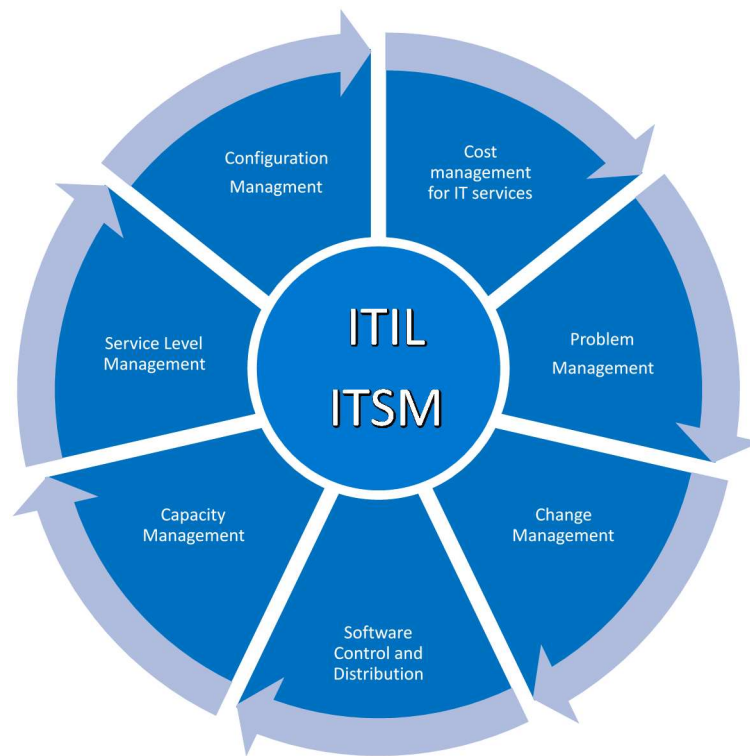 Configuration
Managment
Cost
management
for IT services
ITIL
ITSM
Service Level
Management
Problem
Management
Capacity
Management
Change
Management
Software
Control and
Distribution